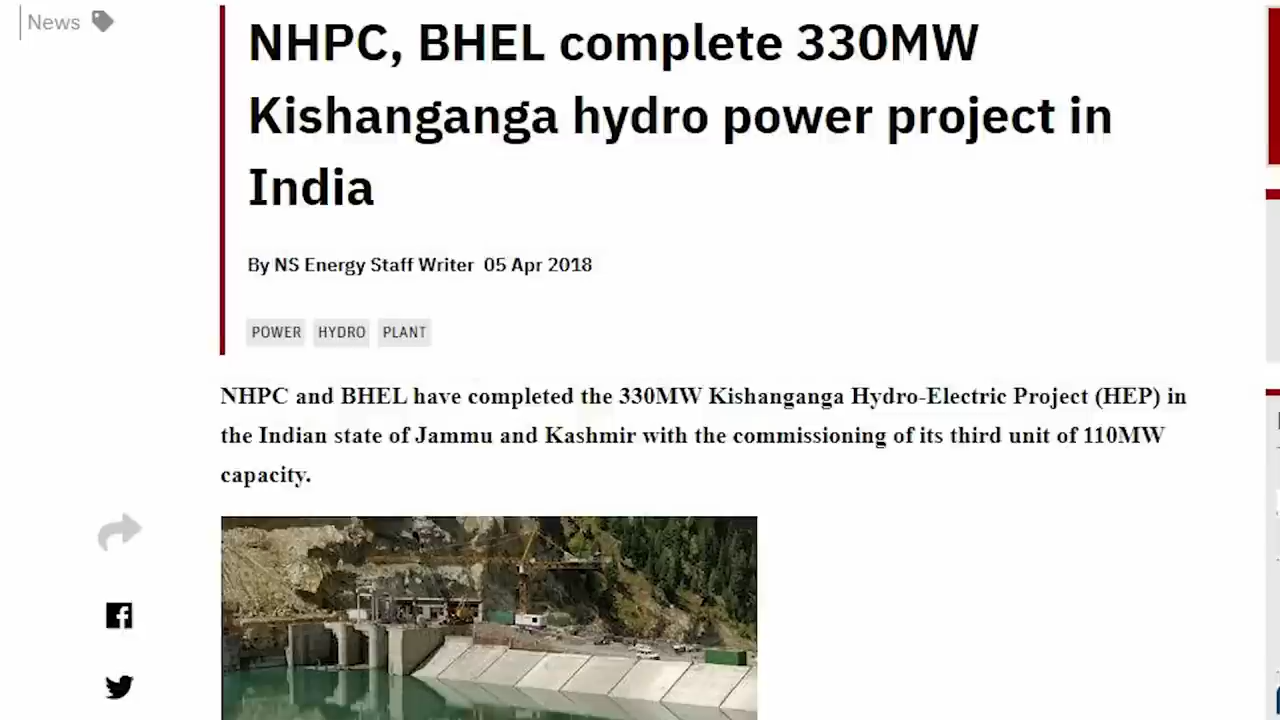 News
NHPC, BHEL complete 330MW
Kishanganga hydro power project in
India
By NS Energy Staff Writer 05 Apr 2018
POWER HYDRO PLANT
NHPC and BHEL have completed the 330MW Kishanganga Hydro-Electric Project (HEP) in
the Indian state of Jammu and Kashmir with the commissioning of its third unit of 110MW
capacity.